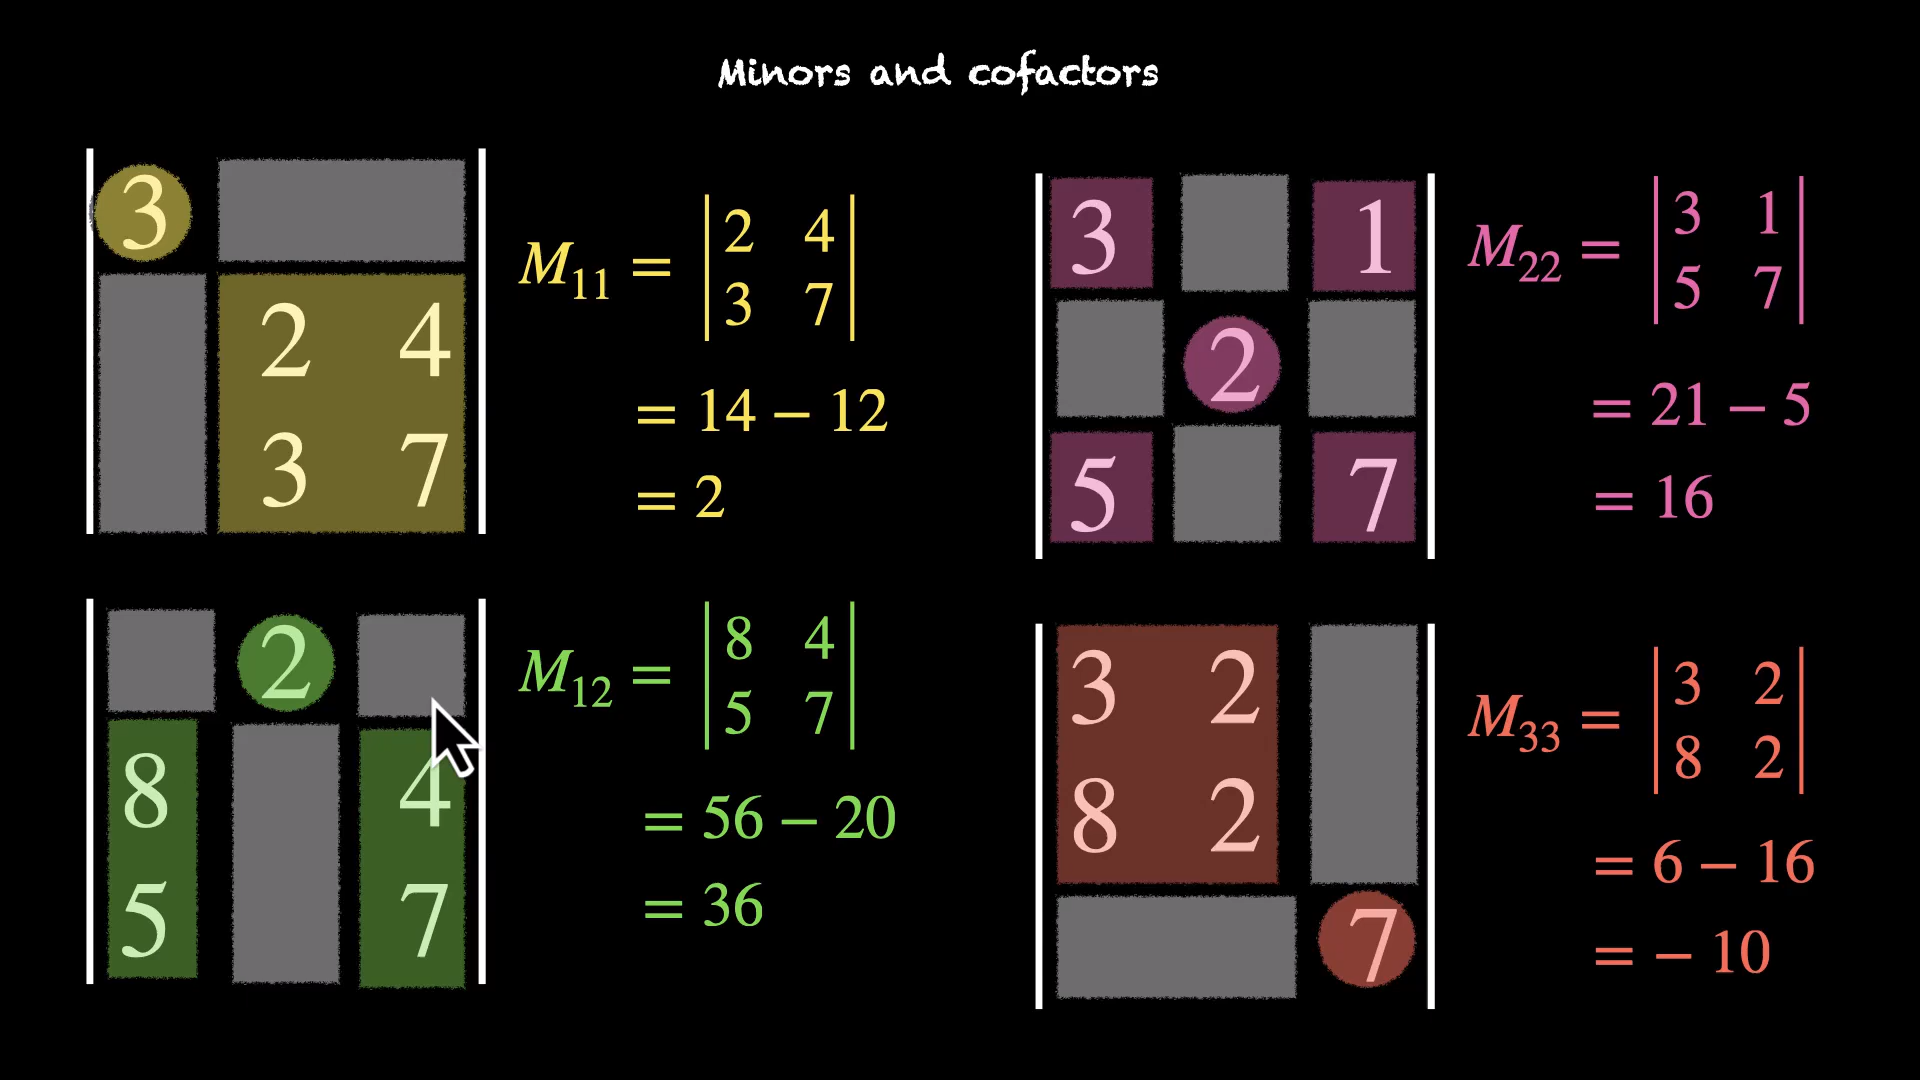 Minors and cofactors
3
2 4
3 7
M₁₁ = | 2 4 |
| 3 7 |
= 14 − 12
= 2
3 1
2
5 7
M₂₂ = | 3 1 |
| 5 7 |
= 21 − 5
= 16
2
8 4
5 7
M₁₂ = | 8 4 |
| 5 7 |
= 56 − 20
= 36
3 2
8 2
7
M₃₃ = | 3 2 |
| 8 2 |
= 6 − 16
= − 10